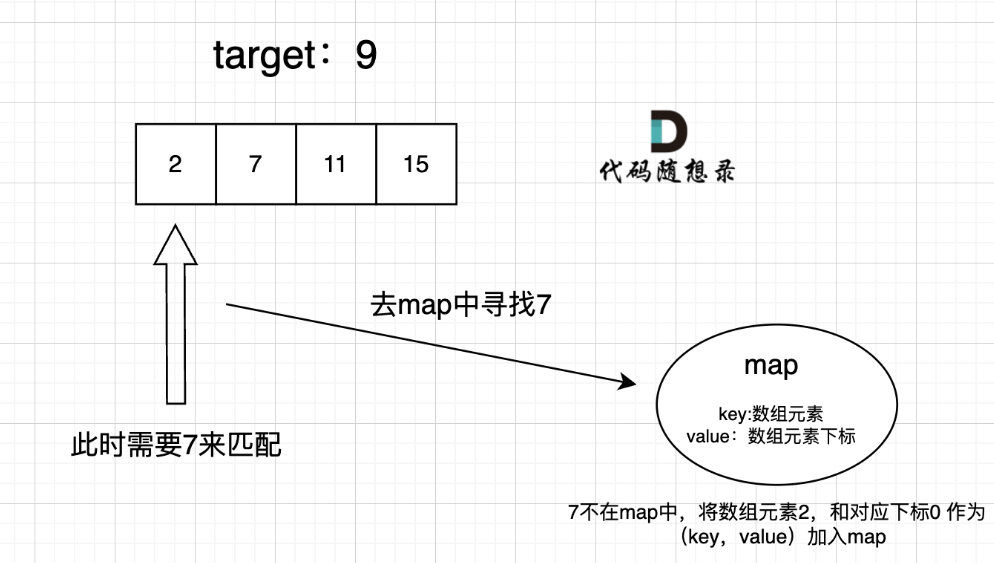 target：9
代码随想录
2 7 11 15
去map中寻找7
map
key:数组元素
value：数组元素下标
此时需要7来匹配
7不在map中，将数组元素2，和对应下标0 作为
（key，value）加入map